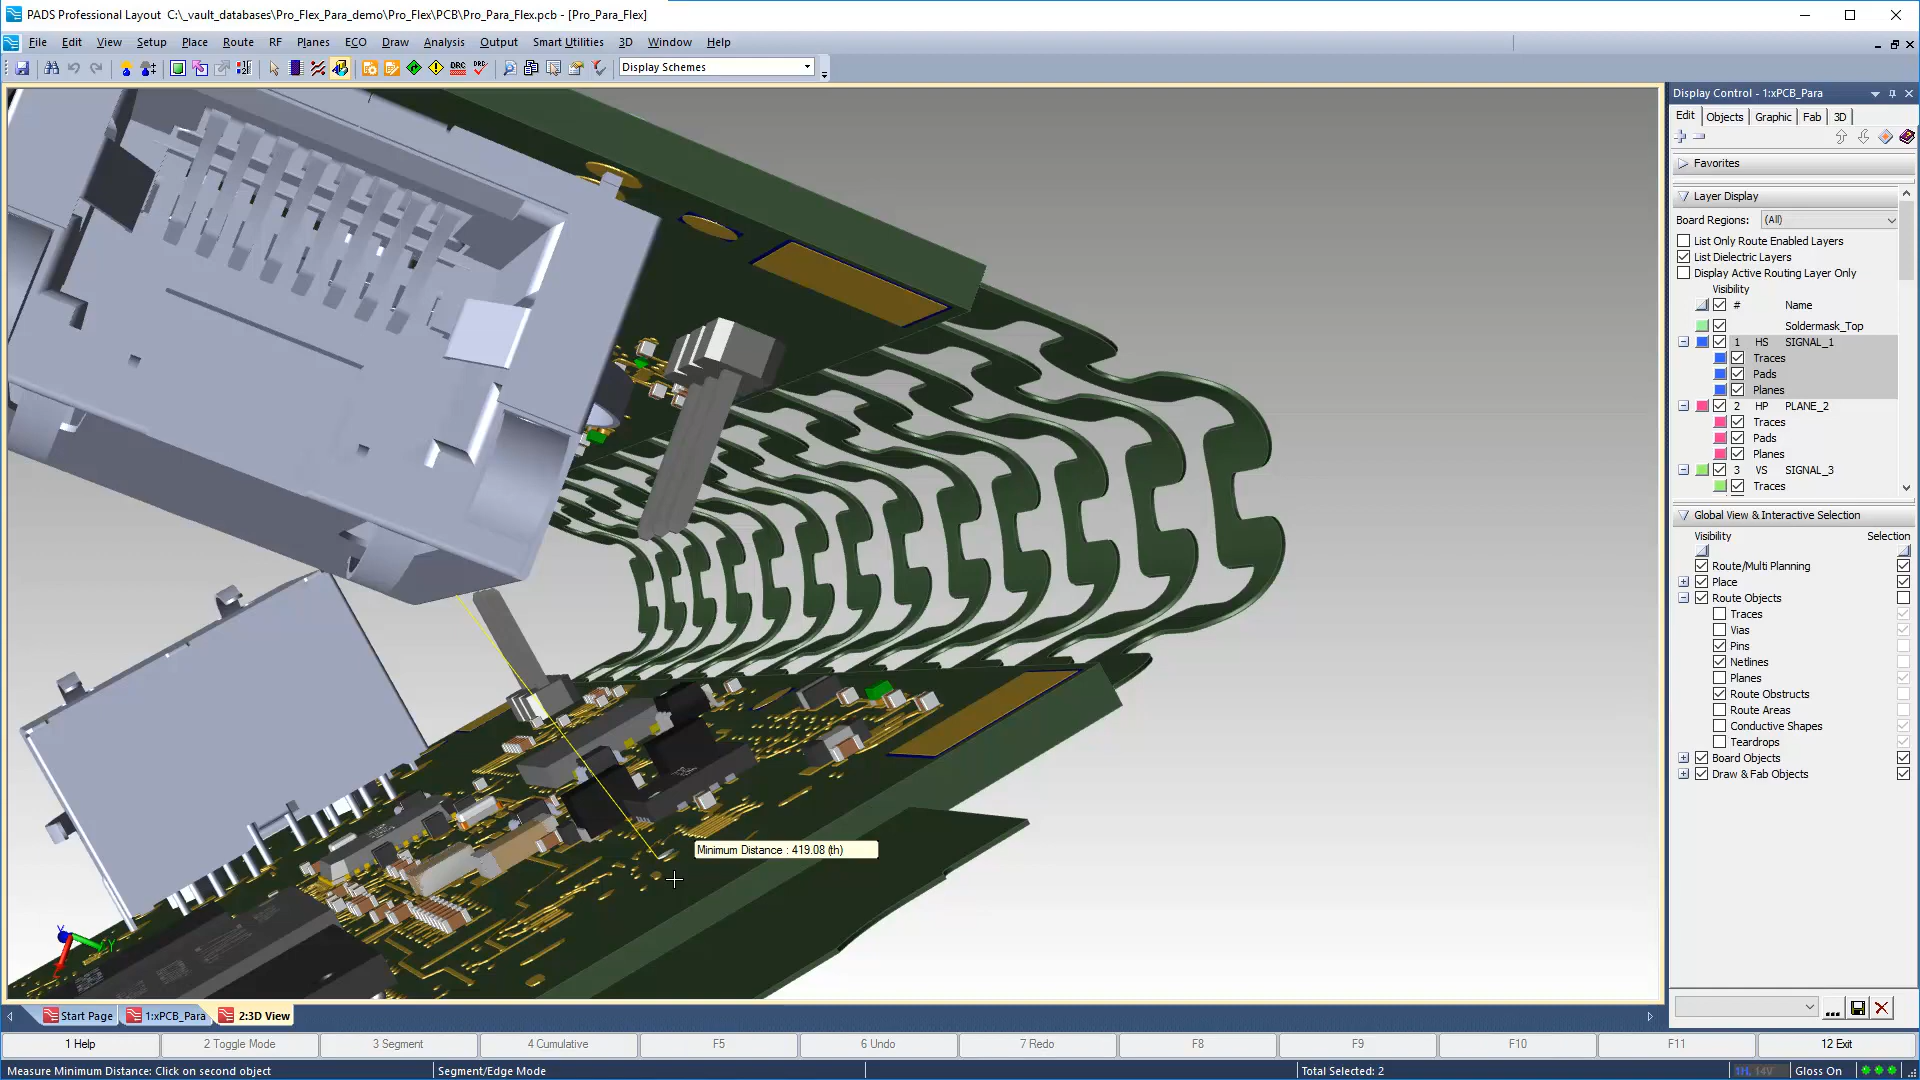 PADS Professional Layout  C:\_vault_databases\Pro_Flex_Para_demo\Pro_Flex\PCB\Pro_Para_Flex.pcb - [Pro_Para_Flex]
File Edit View Setup Place Route RF Planes ECO Draw Analysis Output Smart Utilities 3D Window Help
Display Schemes
Display Control - 1:xPCB_Para
Edit Objects Graphic Fab 3D
Favorites
Layer Display
Board Regions: (All)
List Only Route Enabled Layers
List Dielectric Layers
Display Active Routing Layer Only
Visibility
# Name
Soldermask_Top
1 HS SIGNAL_1
Traces
Pads
Planes
2 HP PLANE_2
Traces
Pads
Planes
3 VS SIGNAL_3
Traces
Global View & Interactive Selection
Visibility Selection
Route/Multi Planning
Place
Route Objects
Traces
Vias
Pins
Netlines
Planes
Route Obstructs
Route Areas
Conductive Shapes
Teardrops
Board Objects
Draw & Fab Objects
Minimum Distance : 419.08 (th)
Start Page 1:xPCB_Para 2:3D View
1 Help 2 Toggle Mode 3 Segment 4 Cumulative F5 6 Undo 7 Redo F8 F9 F10 F11 12 Exit
Measure Minimum Distance: Click on second object Segment/Edge Mode Total Selected: 2 1H, 14V Gloss On